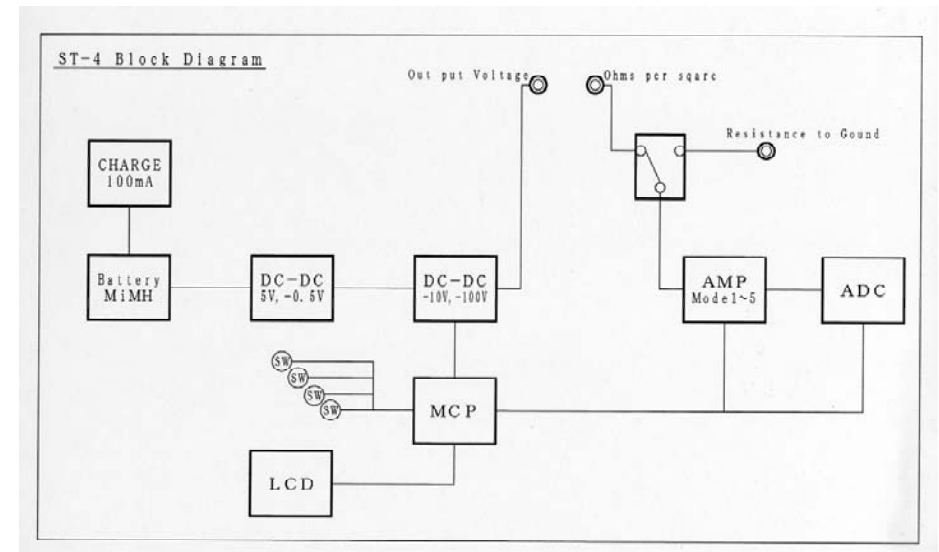 ST-4 Block Diagram
Out put Voltage
Ohms per sqare
Resistance to Gound
CHARGE
100mA
Battery
MiMH
DC-DC
5V, -0.5V
DC-DC
-10V, -100V
AMP
Mode1~5
ADC
SW
SW
SW
SW
MCP
LCD